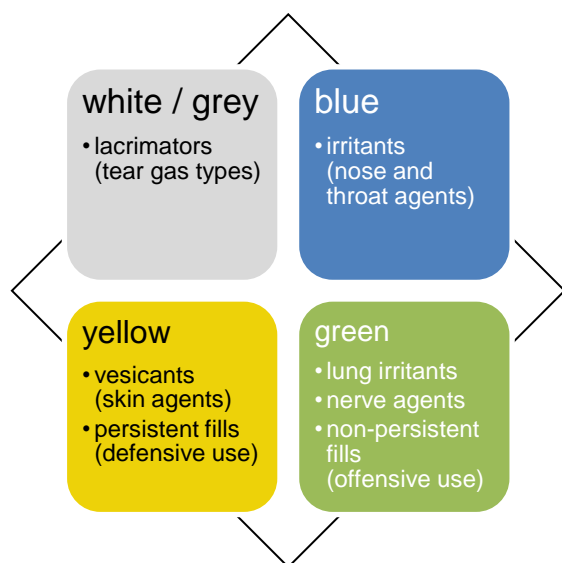 white / grey
• lacrimators
(tear gas types)
blue
• irritants
(nose and
throat agents)
yellow
• vesicants
(skin agents)
• persistent fills
(defensive use)
green
• lung irritants
• nerve agents
• non-persistent
fills
(offensive use)